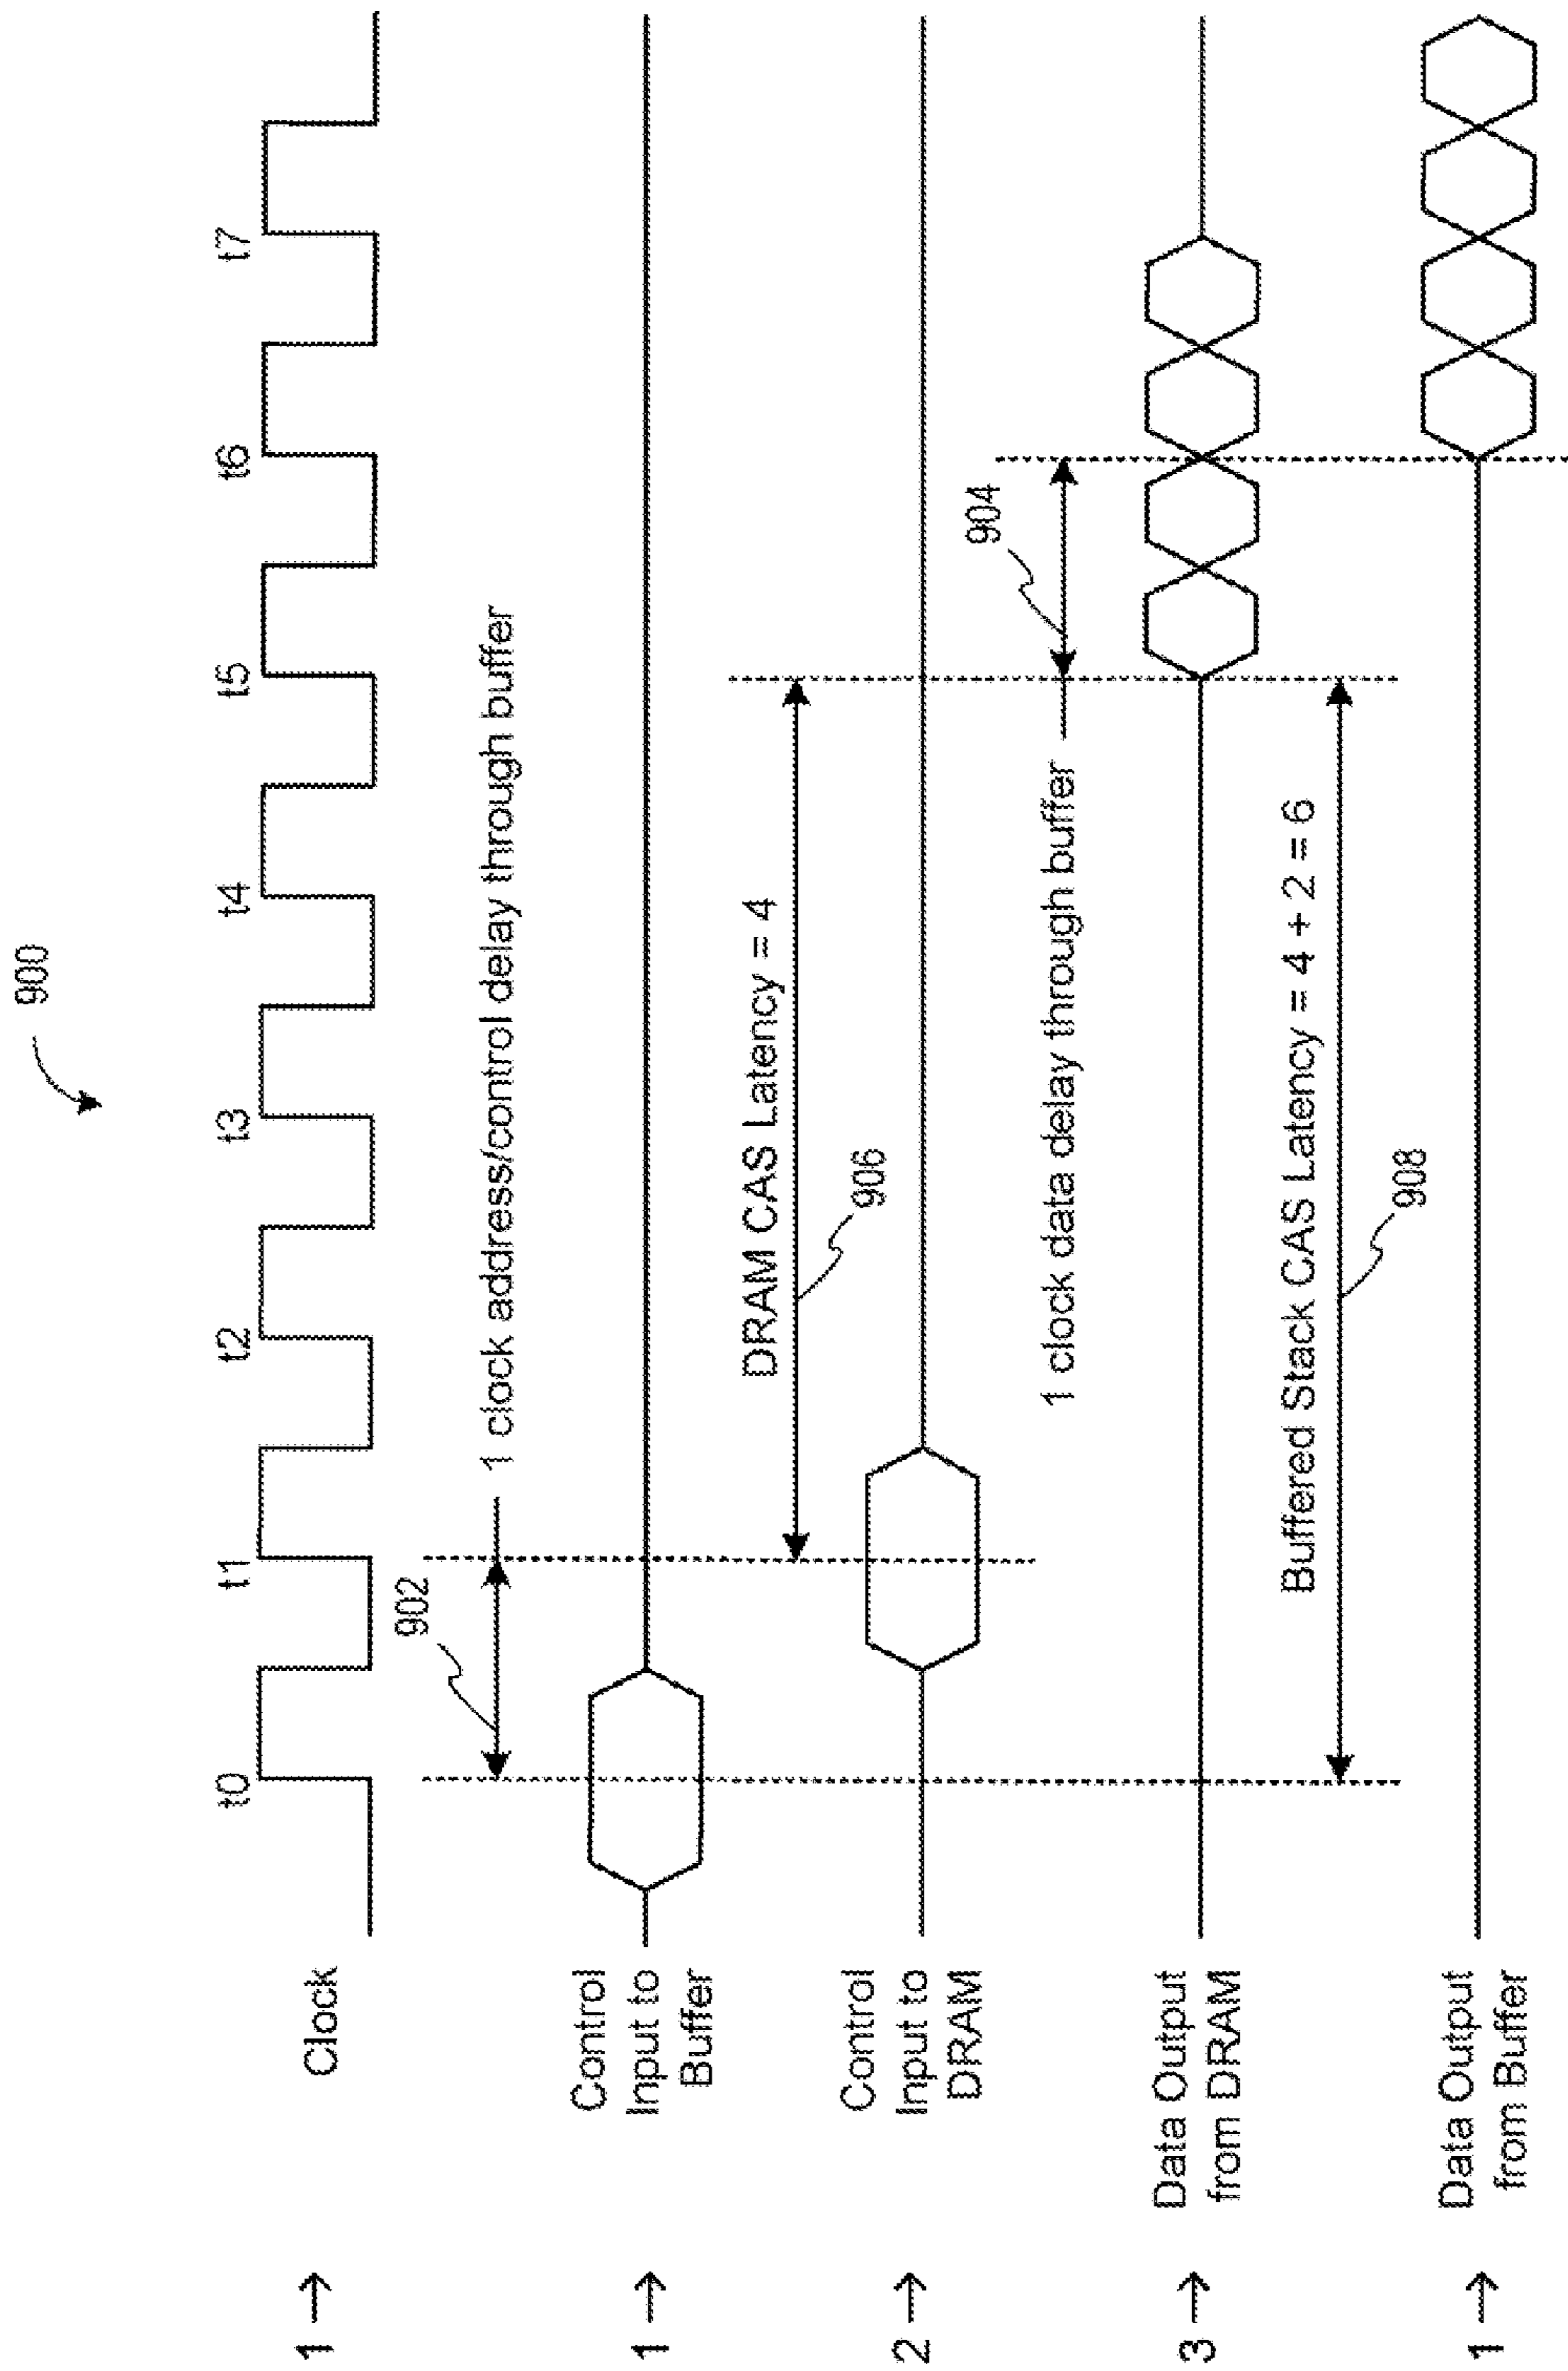 900
t0 t1 t2 t3 t4 t5 t6 t7
1 → Clock
902
1 clock address/control delay through buffer
1 → Control
Input to
Buffer
DRAM CAS Latency = 4
906
2 → Control
Input to
DRAM
904
1 clock data delay through buffer
3 → Data Output
from DRAM
Buffered Stack CAS Latency = 4 + 2 = 6
908
1 → Data Output
from Buffer